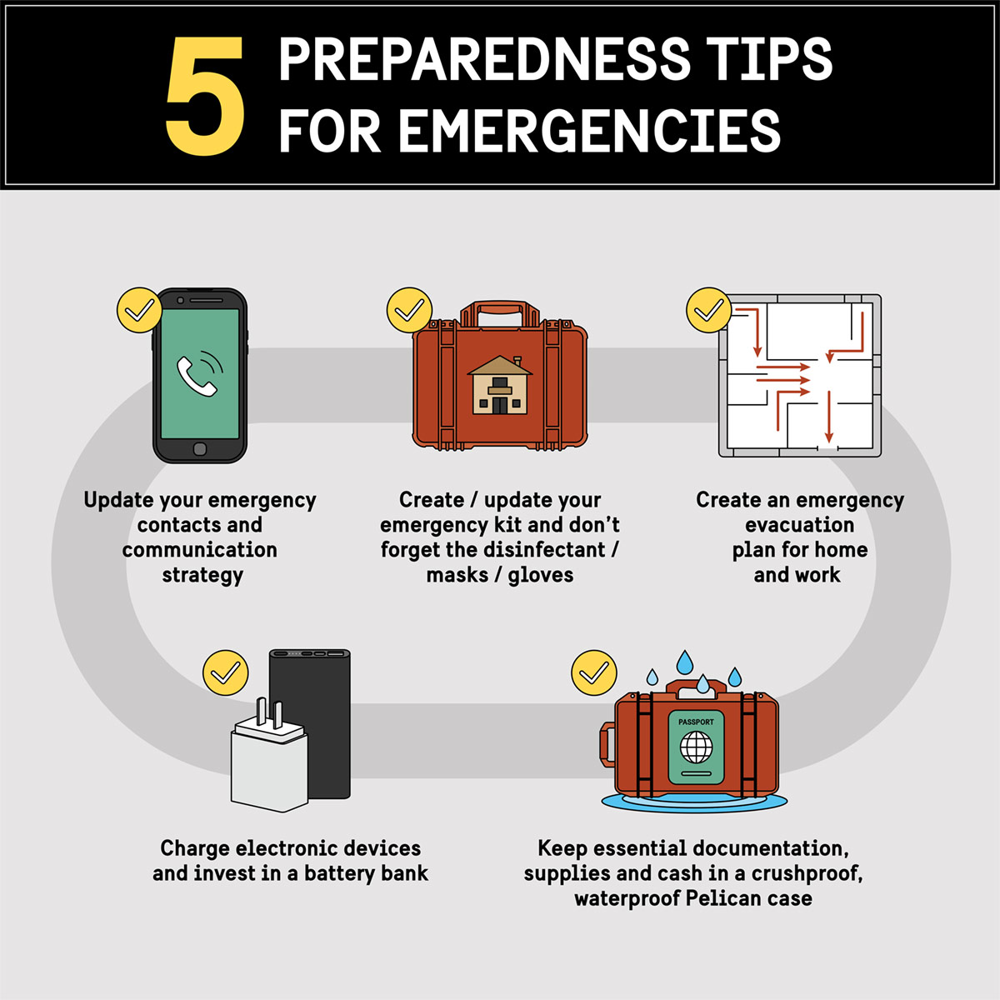 5
PREPAREDNESS TIPS
FOR EMERGENCIES
Update your emergency
contacts and
communication
strategy
Create / update your
emergency kit and don't
forget the disinfectant /
masks / gloves
Create an emergency
evacuation
plan for home
and work
Charge electronic devices
and invest in a battery bank
PASSPORT
Keep essential documentation,
supplies and cash in a crushproof,
waterproof Pelican case